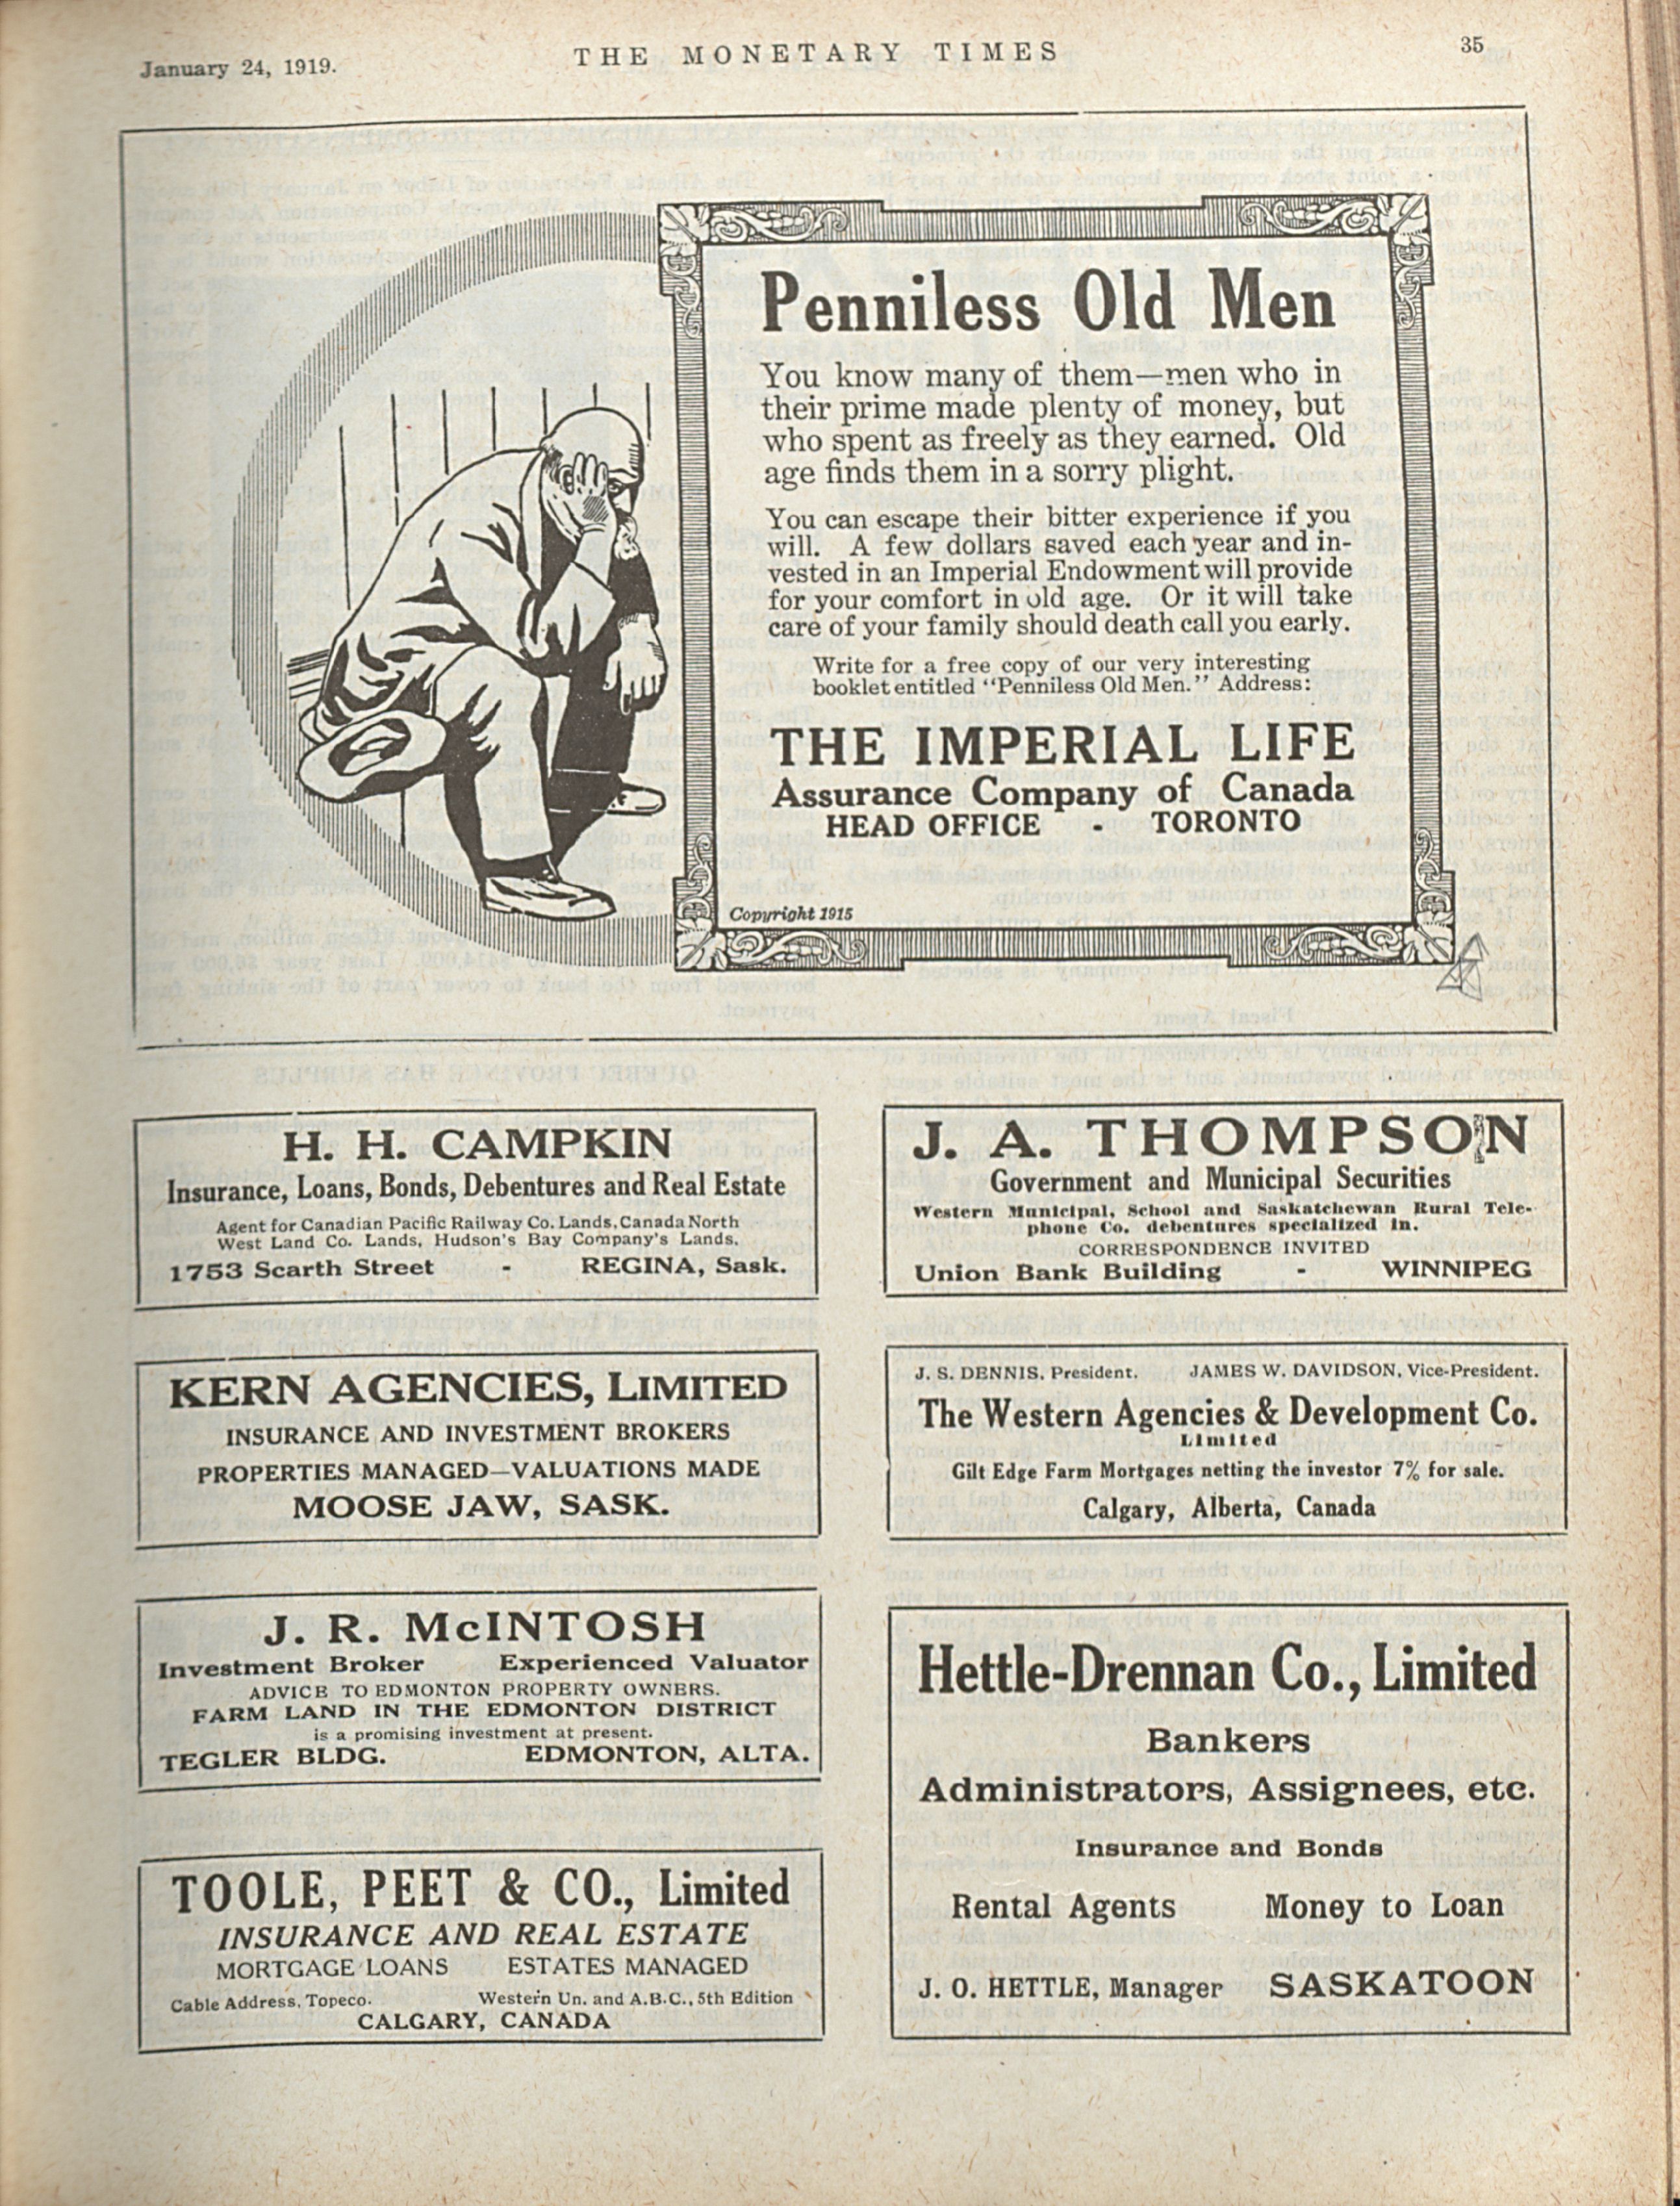 January 24, 1919.
THE MONETARY TIMES
35
Penniless Old Men
You know many of them—men who in
their prime made plenty of money, but
who spent as freely as they earned. Old
age finds them in a sorry plight.
You can escape their bitter experience if you
will. A few dollars saved each year and in-
vested in an Imperial Endowment will provide
for your comfort in old age. Or it will take
care of your family should death call you early.
Write for a free copy of our very interesting
booklet entitled “Penniless Old Men.” Address:
THE IMPERIAL LIFE
Assurance Company of Canada
HEAD OFFICE - TORONTO
Copyright 1915
H. H. CAMPKIN
Insurance, Loans, Bonds, Debentures and Real Estate
Agent for Canadian Pacific Railway Co. Lands, Canada North
West Land Co. Lands, Hudson's Bay Company's Lands.
1753 Scarth Street - REGINA, Sask.
KERN AGENCIES, LIMITED
INSURANCE AND INVESTMENT BROKERS
PROPERTIES MANAGED—VALUATIONS MADE
MOOSE JAW, SASK.
J. R. McINTOSH
Investment Broker Experienced Valuator
ADVICE TO EDMONTON PROPERTY OWNERS.
FARM LAND IN THE EDMONTON DISTRICT
is a promising investment at present.
TEGLER BLDG. EDMONTON, ALTA.
TOOLE, PEET & CO., Limited
INSURANCE AND REAL ESTATE
MORTGAGE LOANS ESTATES MANAGED
Cable Address, Topeco. Western Un. and A.B.C., 5th Edition
CALGARY, CANADA
J. A. THOMPSON
Government and Municipal Securities
Western Municipal, School and Saskatchewan Rural Tele-
phone Co. debentures specialized in.
CORRESPONDENCE INVITED
Union Bank Building - WINNIPEG
J. S. DENNIS, President. JAMES W. DAVIDSON, Vice-President.
The Western Agencies & Development Co.
Limited
Gilt Edge Farm Mortgages netting the investor 7% for sale.
Calgary, Alberta, Canada
Hettle-Drennan Co., Limited
Bankers
Administrators, Assignees, etc.
Insurance and Bonds
Rental Agents Money to Loan
J. O. HETTLE, Manager SASKATOON